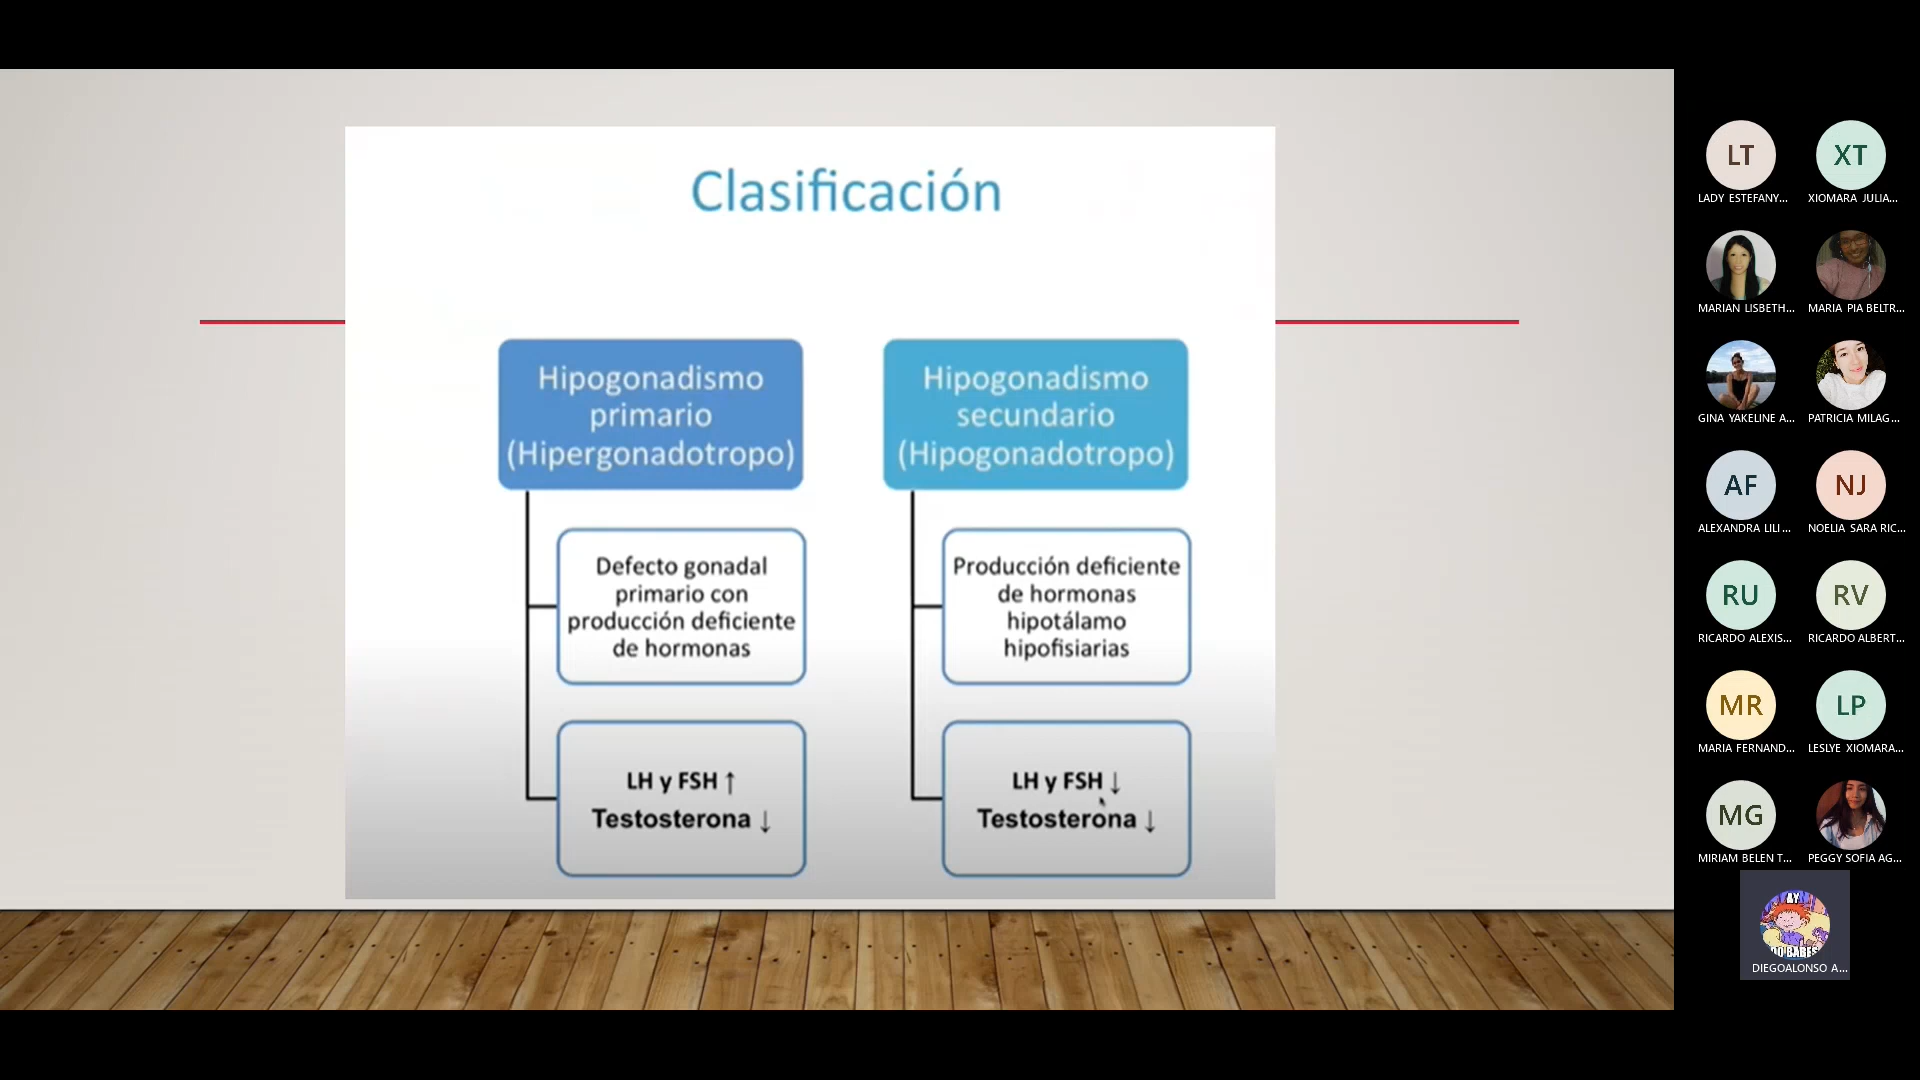 Clasificación
Hipogonadismo
primario
(Hipergonadotropo)
Defecto gonadal
primario con
producción deficiente
de hormonas
LH y FSH ↑
Testosterona ↓
Hipogonadismo
secundario
(Hipogonadotropo)
Producción deficiente
de hormonas
hipotálamo
hipofisiarias
LH y FSH ↓
Testosterona ↓
LT
LADY ESTEFANY...
XT
XIOMARA JULIA...
MARIAN LISBETH...
MARIA PIA BELTR...
GINA YAKELINE A...
PATRICIA MILAG...
AF
ALEXANDRA LILI...
NJ
NOELIA SARA RIC...
RU
RICARDO ALEXIS...
RV
RICARDO ALBERT...
MR
MARIA FERNAND...
LP
LESLYE XIOMARA...
MG
MIRIAM BELEN T...
PEGGY SOFIA AG...
AY
DIEGOALONSO A...